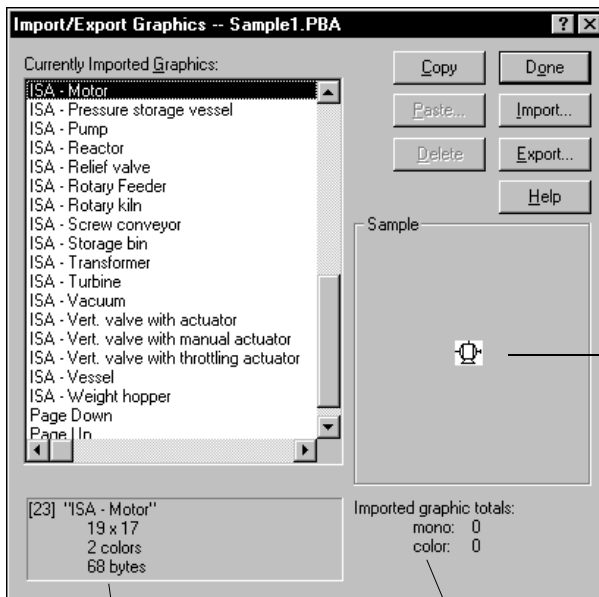 Import/Export Graphics -- Sample1.PBA
Currently Imported Graphics:
ISA - Motor
ISA - Pressure storage vessel
ISA - Pump
ISA - Reactor
ISA - Relief valve
ISA - Rotary Feeder
ISA - Rotary kiln
ISA - Screw conveyor
ISA - Storage bin
ISA - Transformer
ISA - Turbine
ISA - Vacuum
ISA - Vert. valve with actuator
ISA - Vert. valve with manual actuator
ISA - Vert. valve with throttling actuator
ISA - Vessel
ISA - Weight hopper
Page Down
Page Up
Copy
Done
Paste...
Import...
Delete
Export...
Help
Sample
[23] "ISA - Motor"
19 x 17
2 colors
68 bytes
Imported graphic totals:
mono: 0
color: 0